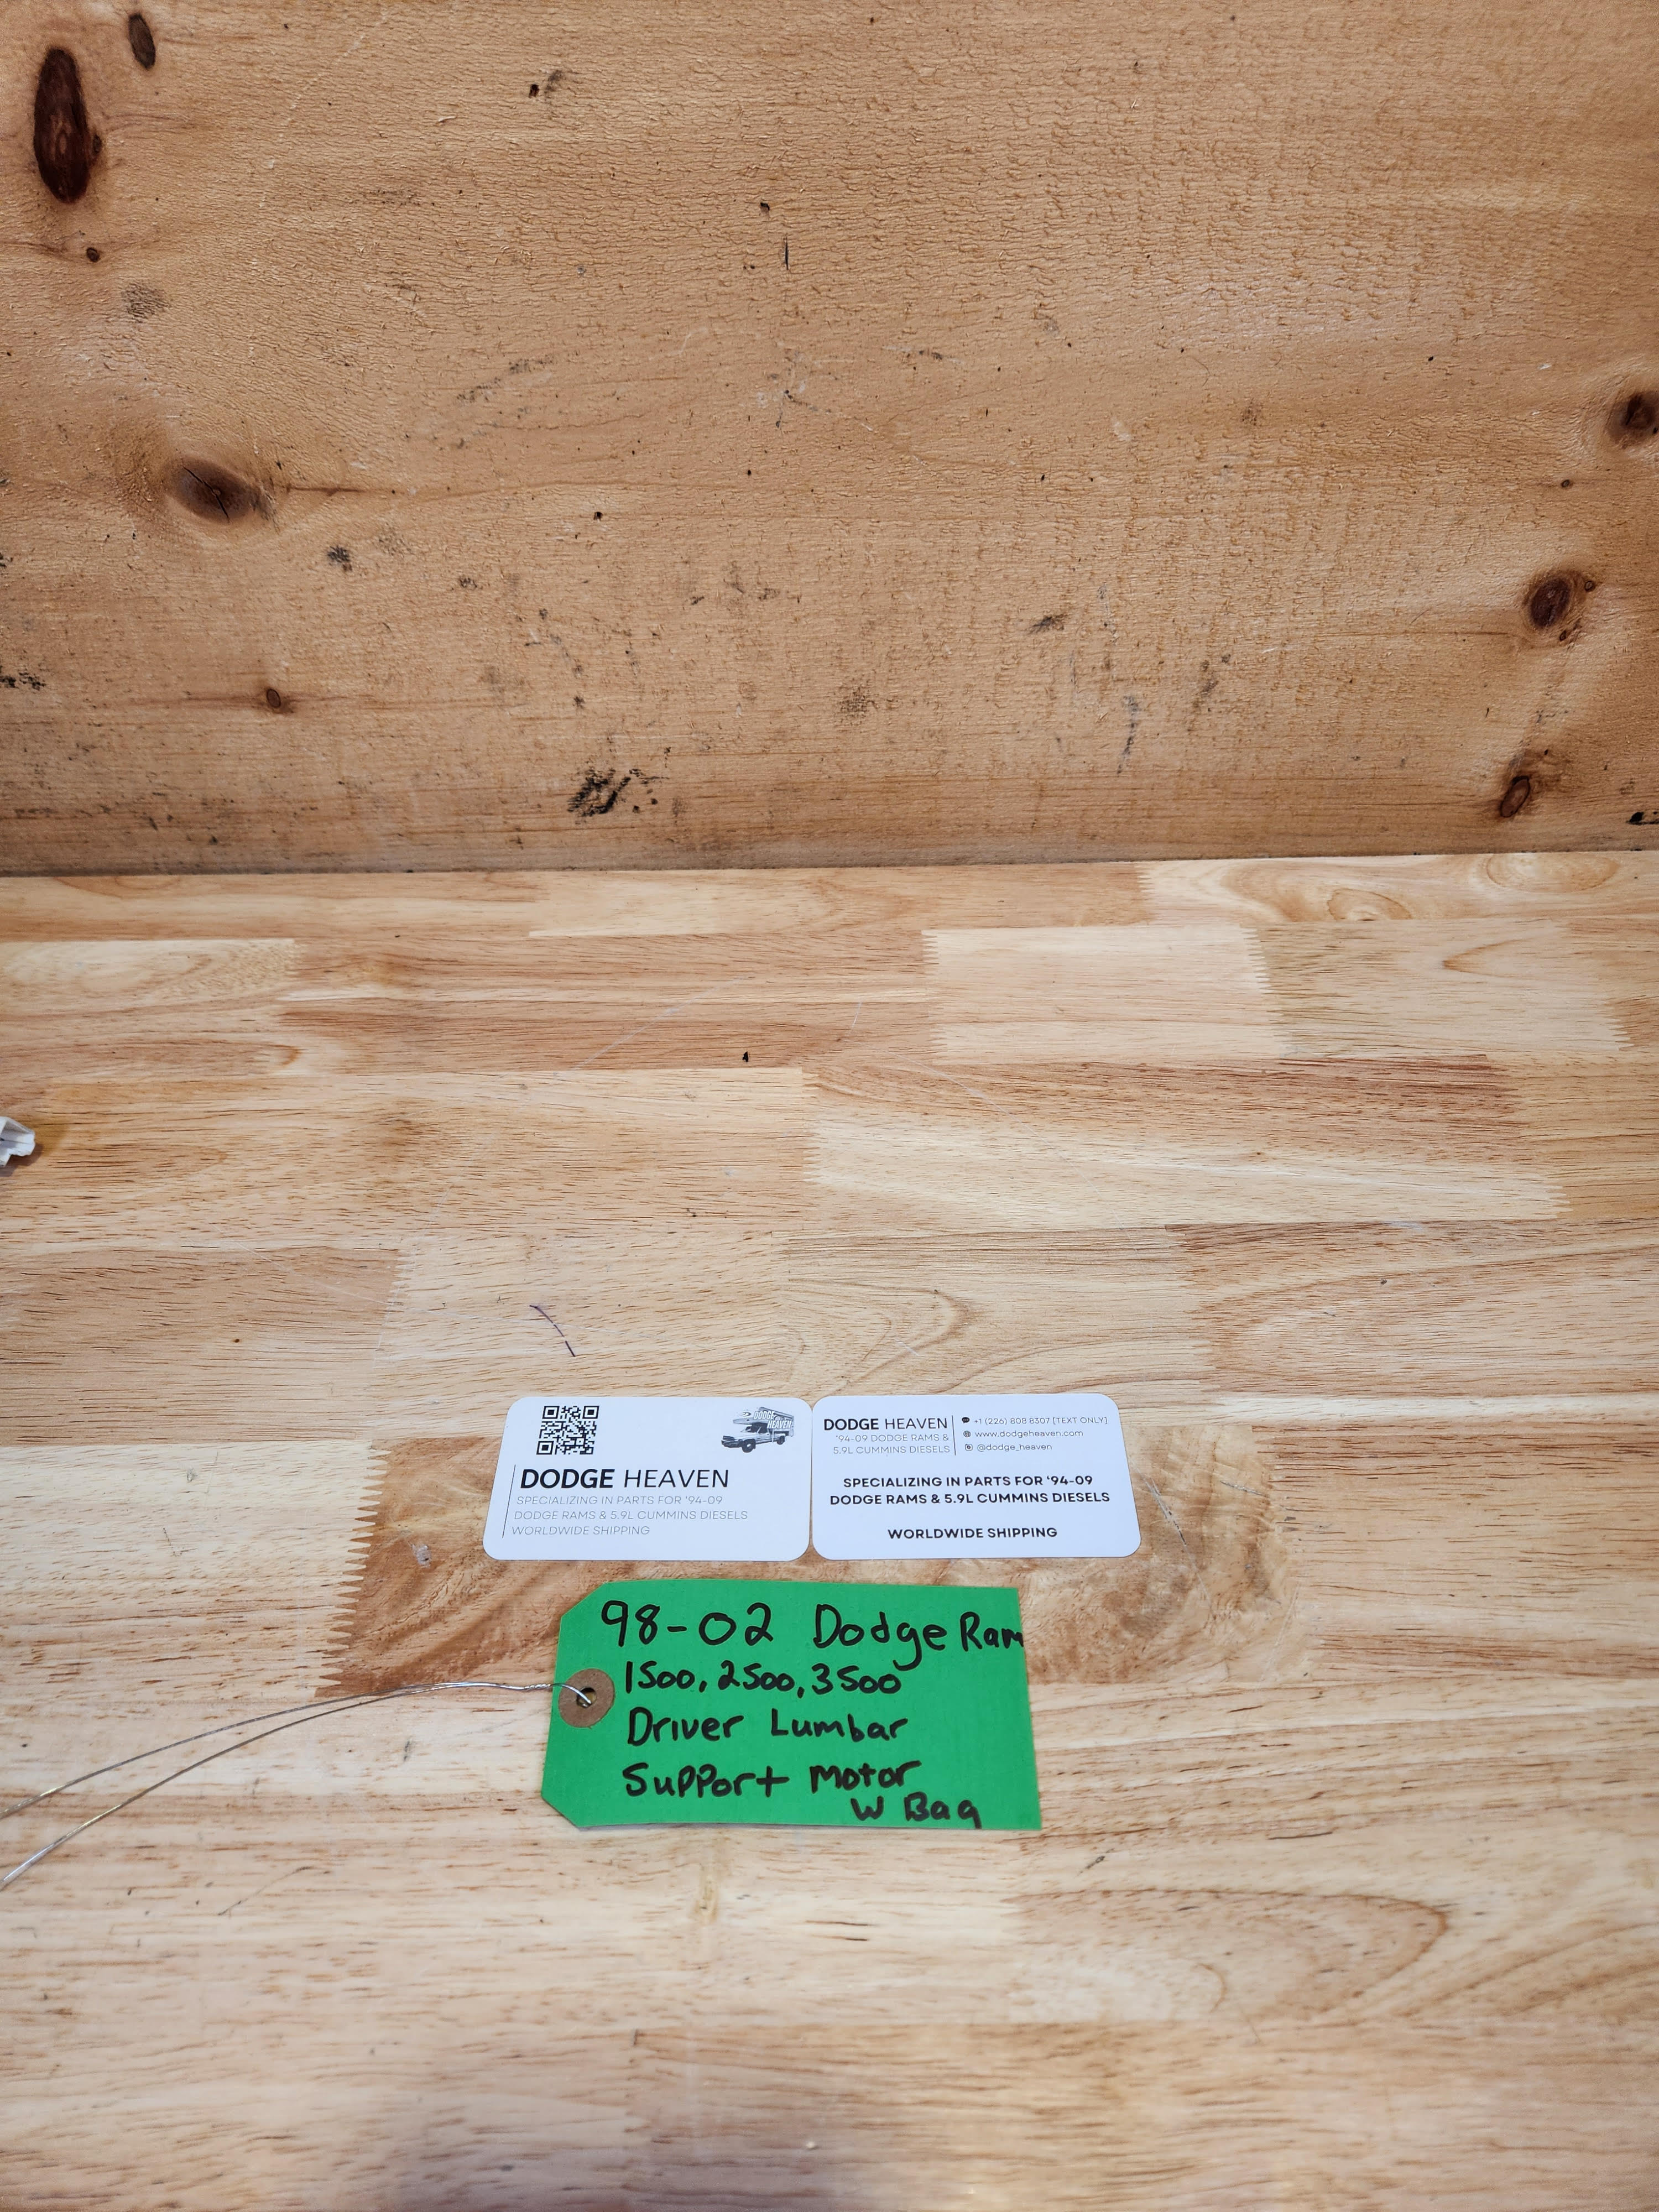 DODGE HEAVEN
DODGE HEAVEN
SPECIALIZING IN PARTS FOR '94-09
DODGE RAMS & 5.9L CUMMINS DIESELS
WORLDWIDE SHIPPING
DODGE HEAVEN
'94-09 DODGE RAMS &
5.9L CUMMINS DIESELS
+1 (226) 808 8307 [TEXT ONLY]
www.dodgeheaven.com
@dodge_heaven
SPECIALIZING IN PARTS FOR '94-09
DODGE RAMS & 5.9L CUMMINS DIESELS
WORLDWIDE SHIPPING
98-02 Dodge Ram
1500, 2500, 3500
Driver Lumbar
Support Motor
W Bag